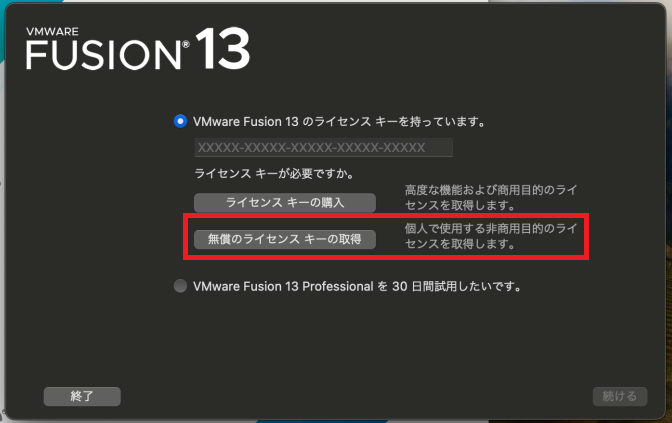 VMWARE
FUSION® 13
VMware Fusion 13 のライセンス キーを持っています。
XXXXX-XXXXX-XXXXX-XXXXX-XXXXX
ライセンス キーが必要ですか。
ライセンス キーの購入
高度な機能および商用目的のライ
センスを取得します。
無償のライセンス キーの取得
個人で使用する非商用目的のライ
センスを取得します。
VMware Fusion 13 Professional を 30 日間試用したいです。
終了
続ける